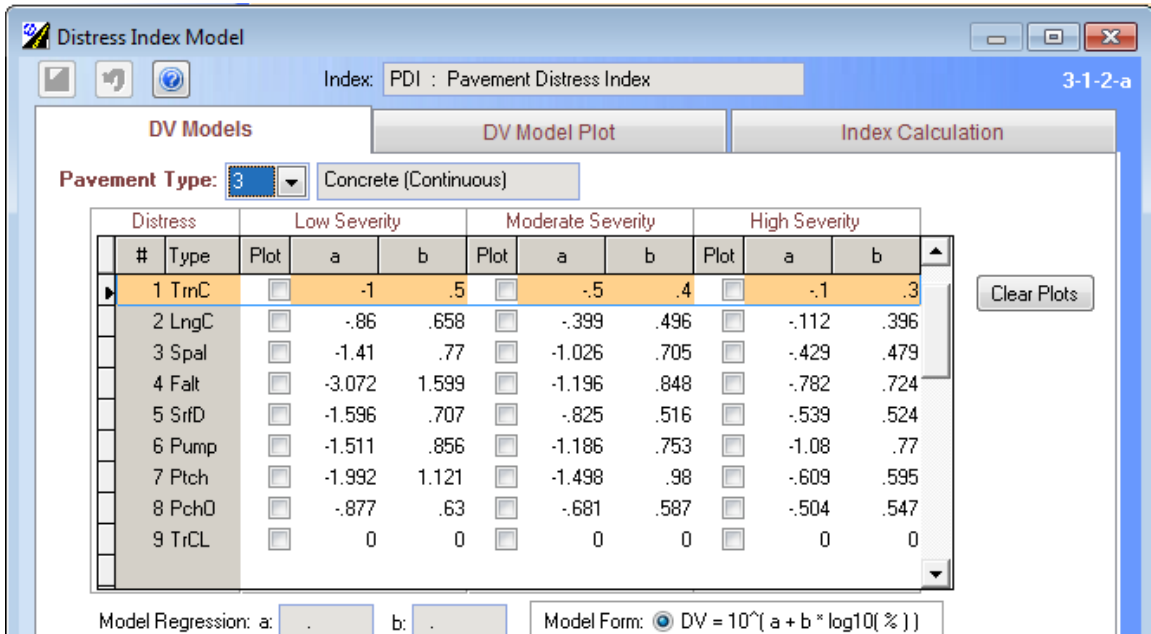 Distress Index Model
Index: PDI : Pavement Distress Index 3-1-2-a
DV Models DV Model Plot Index Calculation
Pavement Type: 3 Concrete (Continuous)
Distress Low Severity Moderate Severity High Severity
# Type Plot a b Plot a b Plot a b
1 TrnC -1 .5 -.5 .4 -.1 .3
Clear Plots
2 LngC -.86 .658 -.399 .496 -.112 .396
3 Spal -1.41 .77 -1.026 .705 -.429 .479
4 Falt -3.072 1.599 -1.196 .848 -.782 .724
5 SrfD -1.596 .707 -.825 .516 -.539 .524
6 Pump -1.511 .856 -1.186 .753 -1.08 .77
7 Ptch -1.992 1.121 -1.498 .98 -.609 .595
8 PchO -.877 .63 -.681 .587 -.504 .547
9 TrCL 0 0 0 0 0 0
Model Regression: a: . b: . Model Form: DV = 10^( a + b * log10( % ) )